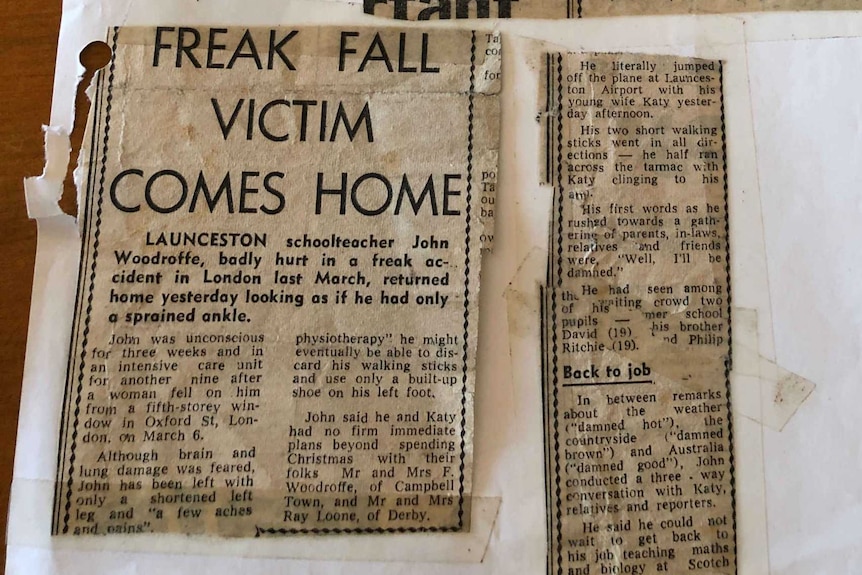 FREAK FALL
VICTIM
COMES HOME
LAUNCESTON schoolteacher John
Woodroffe, badly hurt in a freak ac-
cident in London last March, returned
home yesterday looking as if he had only
a sprained ankle.
John was unconscious
for three weeks and in
an intensive care unit
for another nine after
a woman fell on him
from a fifth-storey win-
dow in Oxford St, Lon-
don, on March 6.
Although brain and
lung damage was feared,
John has been left with
only a shortened left
leg and "a few aches
and pains".
physiotherapy" he might
eventually be able to dis-
card his walking sticks
and use only a built-up
shoe on his left foot.
John said he and Katy
had no firm immediate
plans beyond spending
Christmas with their
folks Mr and Mrs F.
Woodroffe, of Campbell
Town, and Mr and Mrs
Ray Loone, of Derby.
He literally jumped
off the plane at Launces-
ton Airport with his
young wife Katy yester-
day afternoon.
His two short walking
sticks went in all dir-
ections — he half ran
across the tarmac with
Katy clinging to his
arm.
His first words as he
rushed towards a gath-
ering of parents, in-laws,
relatives and friends
were, "Well, I'll be
damned."
He had seen among
the waiting crowd two
of his mer school
pupils — his brother
David (19) nd Philip
Ritchie (19).
Back to job
In between remarks
about the weather
("damned hot"), the
countryside ("damned
brown") and Australia
("damned good"), John
conducted a three-way
conversation with Katy,
relatives and reporters.
He said he could not
wait to get back to
his job teaching maths
and biology at Scotch